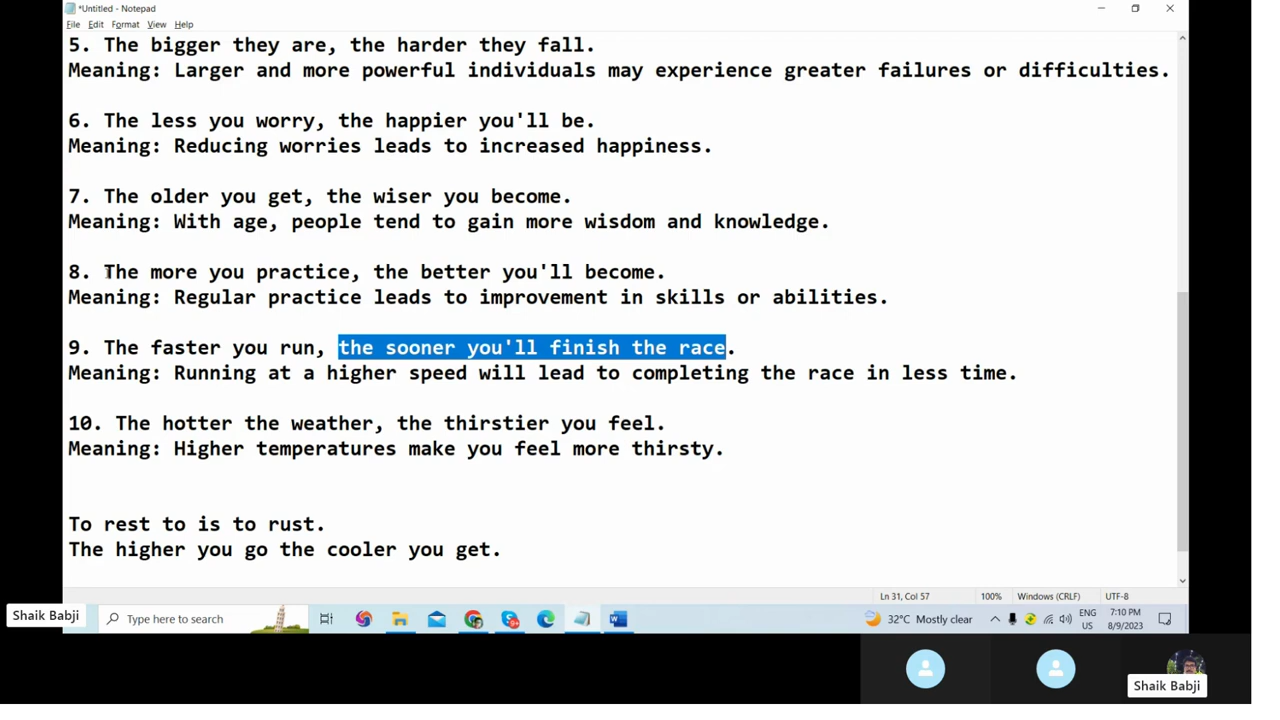 *Untitled - Notepad
File Edit Format View Help
5. The bigger they are, the harder they fall.
Meaning: Larger and more powerful individuals may experience greater failures or difficulties.
6. The less you worry, the happier you'll be.
Meaning: Reducing worries leads to increased happiness.
7. The older you get, the wiser you become.
Meaning: With age, people tend to gain more wisdom and knowledge.
8. The more you practice, the better you'll become.
Meaning: Regular practice leads to improvement in skills or abilities.
9. The faster you run, the sooner you'll finish the race.
Meaning: Running at a higher speed will lead to completing the race in less time.
10. The hotter the weather, the thirstier you feel.
Meaning: Higher temperatures make you feel more thirsty.
To rest to is to rust.
The higher you go the cooler you get.
Ln 31, Col 57 100% Windows (CRLF) UTF-8
Shaik Babji
Type here to search
32°C Mostly clear
ENG
US
7:10 PM
8/9/2023
Shaik Babji